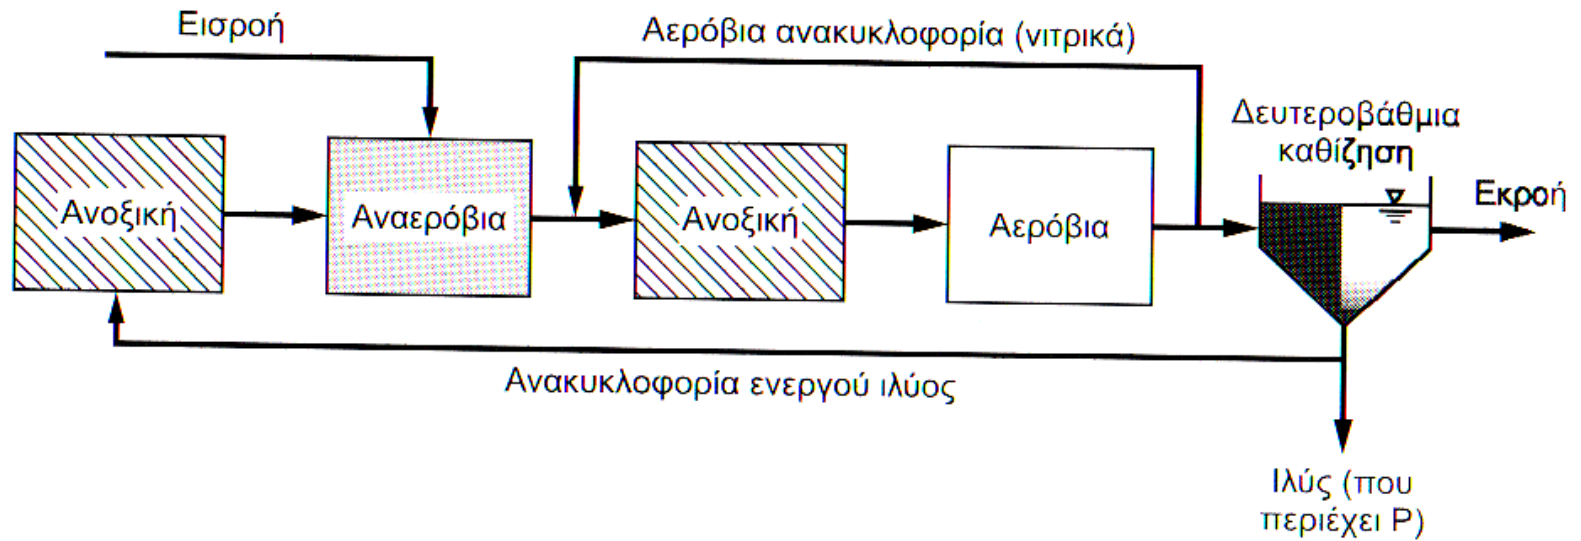 Εισροή
Αερόβια ανακυκλοφορία (νιτρικά)
Δευτεροβάθμια
καθίζηση
Εκροή
Ανοξική
Αναερόβια
Ανοξική
Αερόβια
Ανακυκλοφορία ενεργού ιλύος
Ιλύς (που
περιέχει P)